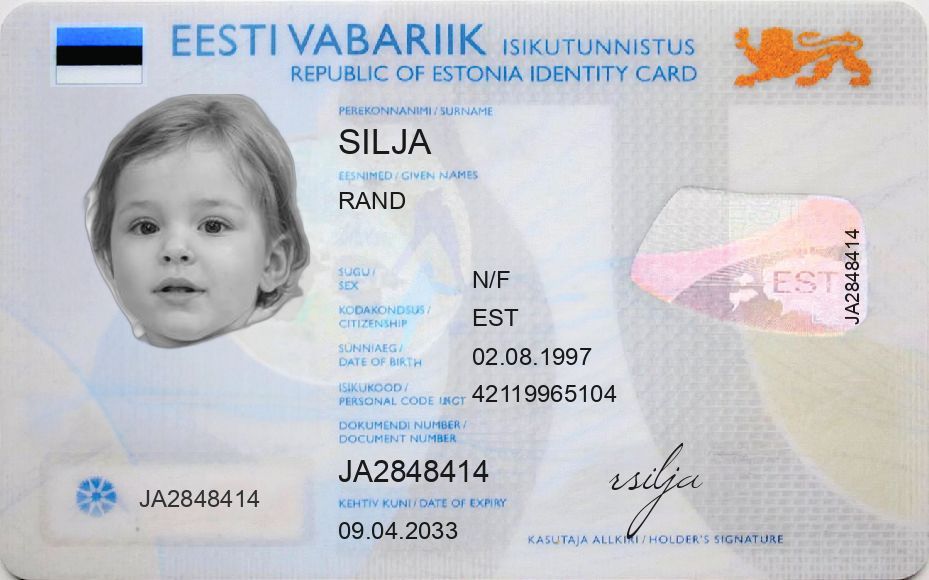 EESTI VABARIIK ISIKUTUNNISTUS
REPUBLIC OF ESTONIA IDENTITY CARD
PEREKONNANIMI / SURNAME
SILJA
EESNIMED / GIVEN NAMES
RAND
SUGU /
SEX
N/F
KODAKONDSUS /
CITIZENSHIP
EST
SÜNNIAEG /
DATE OF BIRTH
02.08.1997
ISIKUKOOD /
PERSONAL CODE
42119965104
DOKUMENDI NUMBER /
DOCUMENT NUMBER
JA2848414
KEHTIV KUNI / DATE OF EXPIRY
09.04.2033
JA2848414
EST
JA2848414
rsilja
KASUTAJA ALLKIRI / HOLDER'S SIGNATURE